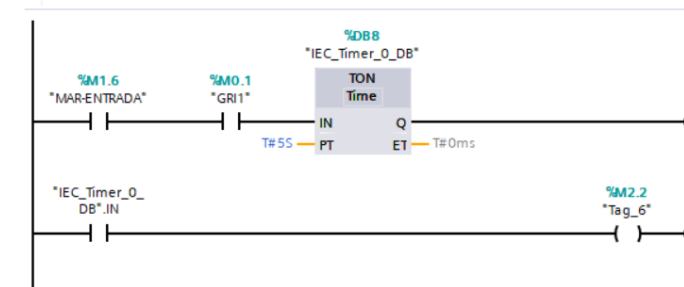 %DB8
"IEC_Timer_0_DB"
%M1.6
"MAR-ENTRADA"
%M0.1
"GRI1"
TON
Time
IN
Q
T#5S
PT
ET
T#0ms
"IEC_Timer_0_
DB".IN
%M2.2
"Tag_6"